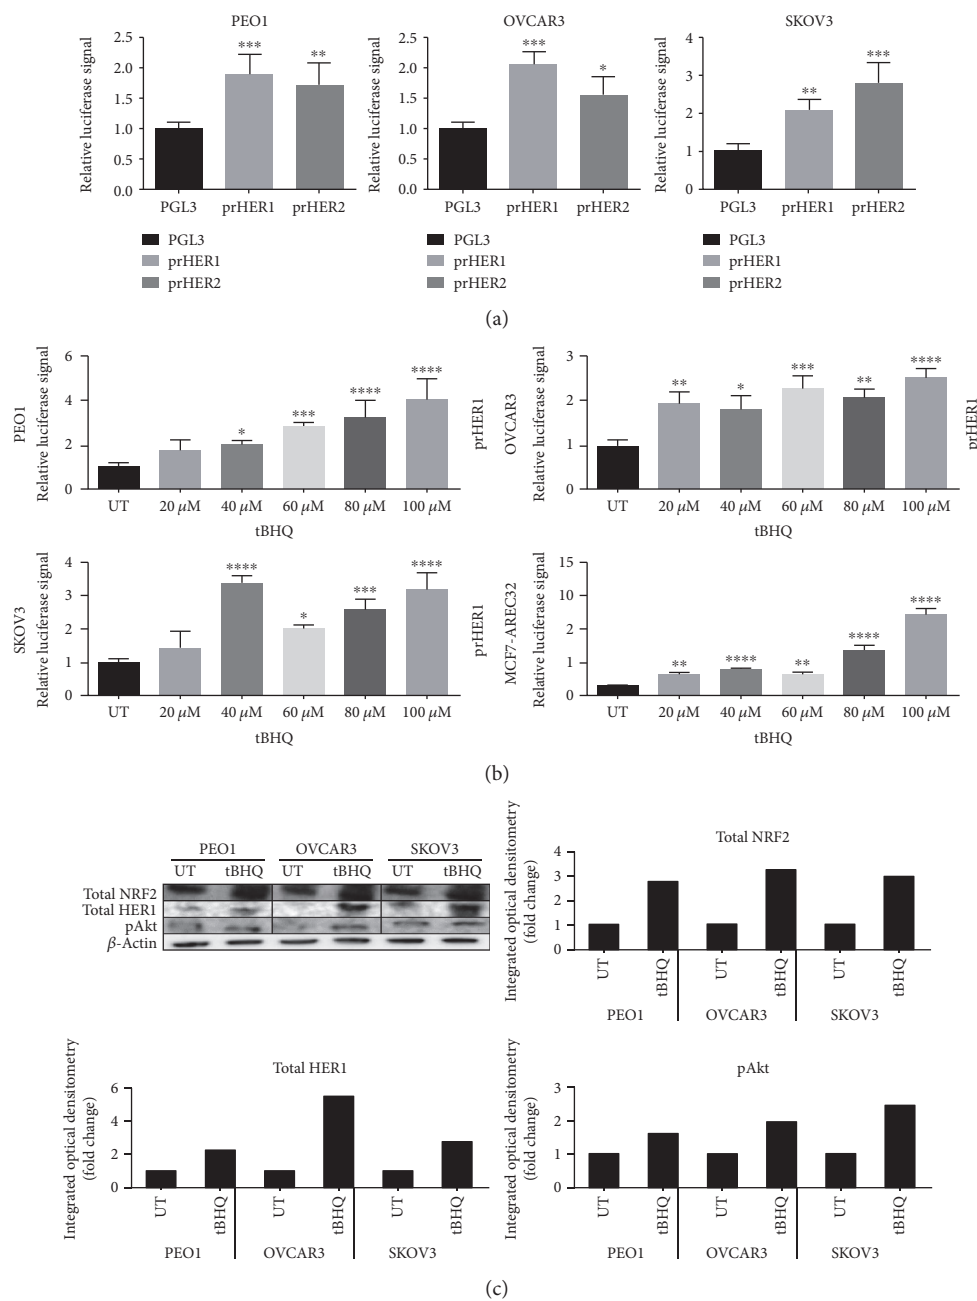 PEO1
OVCAR3
SKOV3
Relative luciferase signal
2.5
2.0
1.5
1.0
0.5
0.0
***
**
PGL3 prHER1 prHER2
PGL3
prHER1
prHER2
Relative luciferase signal
2.5
2.0
1.5
1.0
0.5
0.0
***
*
PGL3 prHER1 prHER2
PGL3
prHER1
prHER2
Relative luciferase signal
4
3
2
1
0
**
***
PGL3 prHER1 prHER2
PGL3
prHER1
prHER2
(a)
PEO1
Relative luciferase signal
6
4
2
0
*
***
****
****
UT 20 μM 40 μM 60 μM 80 μM 100 μM
tBHQ
prHER1
OVCAR3
Relative luciferase signal
3
2
1
0
**
*
***
**
****
UT 20 μM 40 μM 60 μM 80 μM 100 μM
tBHQ
prHER1
SKOV3
Relative luciferase signal
4
3
2
1
0
****
*
***
****
UT 20 μM 40 μM 60 μM 80 μM 100 μM
tBHQ
prHER1
MCF7-AREC32
Relative luciferase signal
15
10
2
1
0
**
****
**
****
****
UT 20 μM 40 μM 60 μM 80 μM 100 μM
tBHQ
(b)
PEO1 OVCAR3 SKOV3
UT tBHQ UT tBHQ UT tBHQ
Total NRF2
Total HER1
pAkt
β-Actin
Total NRF2
Integrated optical densitometry
(fold change)
4
3
2
1
0
UT tBHQ UT tBHQ UT tBHQ
PEO1 OVCAR3 SKOV3
Total HER1
Integrated optical densitometry
(fold change)
6
4
2
0
UT tBHQ UT tBHQ UT tBHQ
PEO1 OVCAR3 SKOV3
pAkt
Integrated optical densitometry
(fold change)
3
2
1
0
UT tBHQ UT tBHQ UT tBHQ
PEO1 OVCAR3 SKOV3
(c)